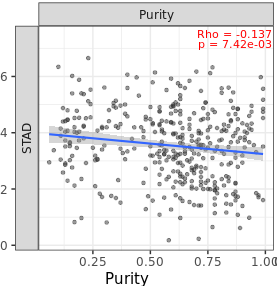 Purity
Rho = -0.137
p = 7.42e-03
STAD
6
4
2
0
0.25 0.50 0.75 1.00
Purity